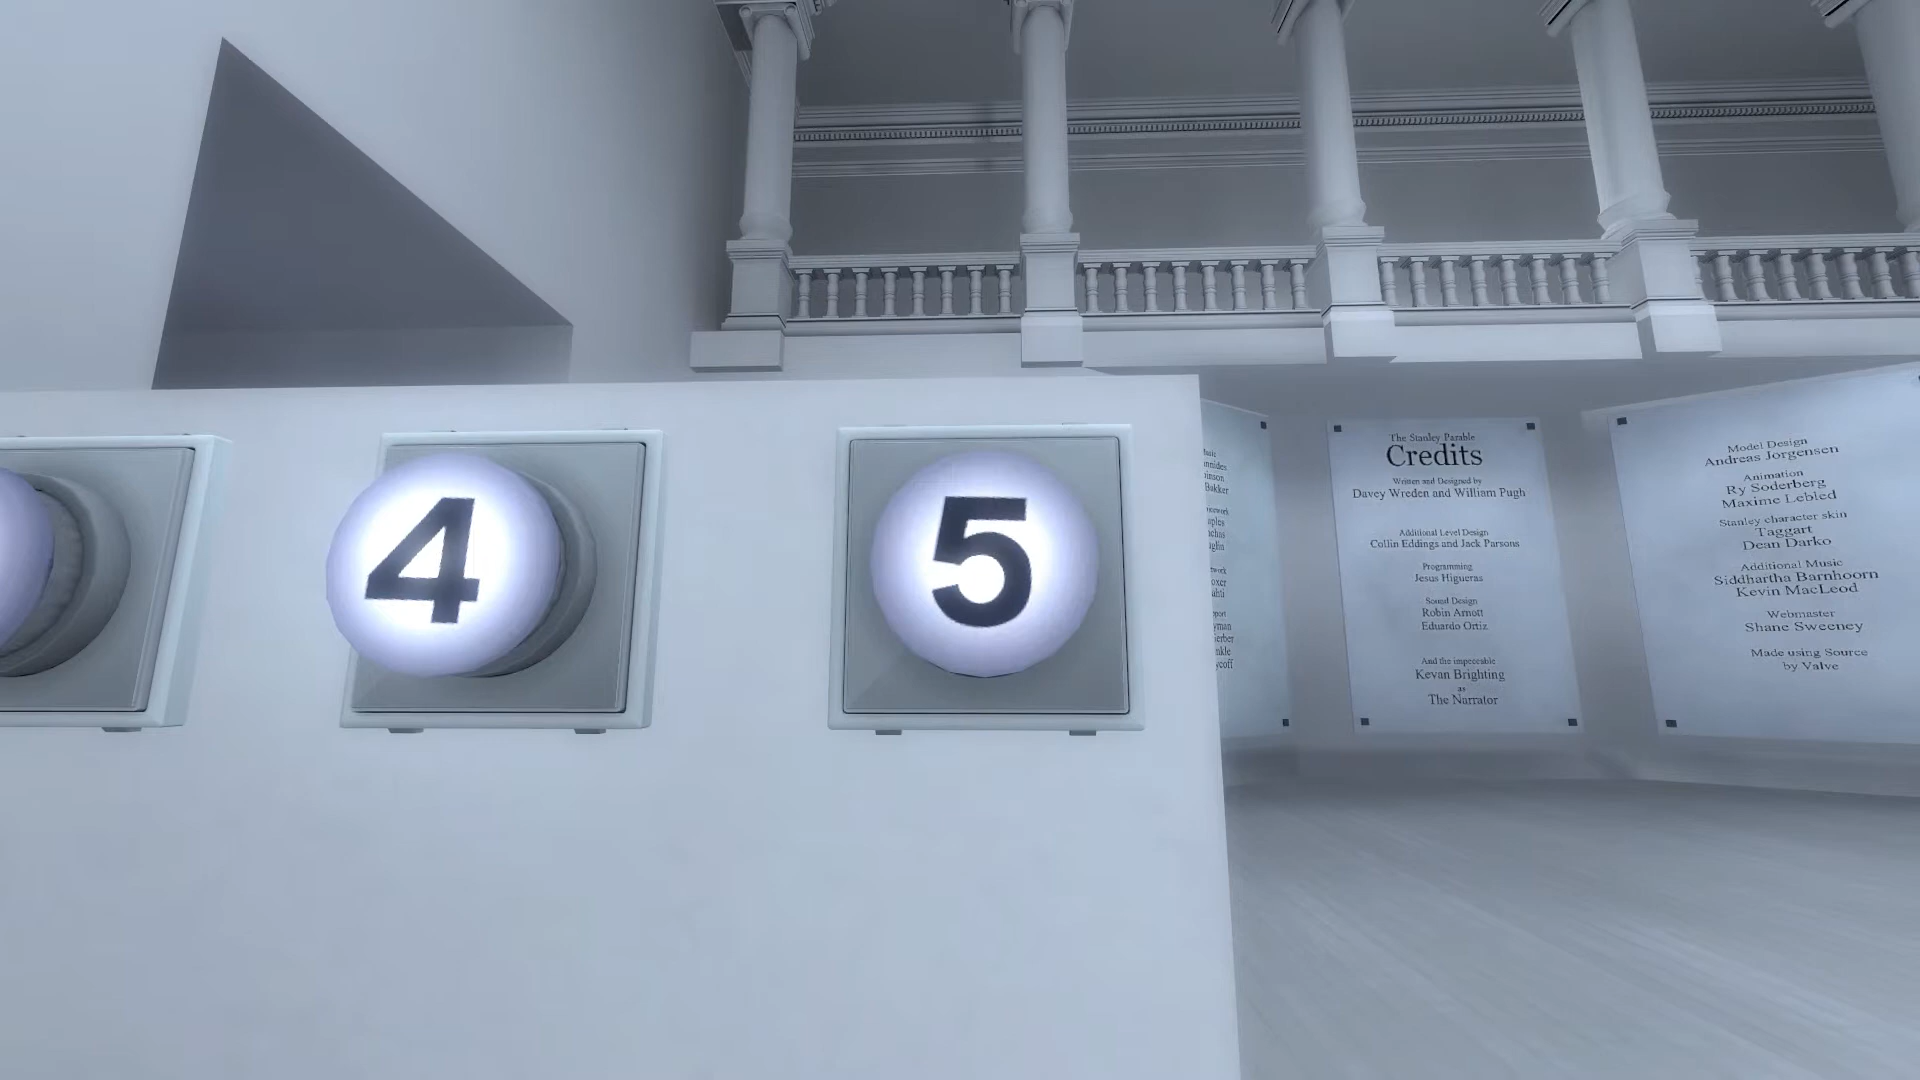 4
5
The Stanley Parable
Credits
Written and Designed by
Davey Wreden and William Pugh
Additional Level Design
Collin Eddings and Jack Parsons
Programming
Jesus Higueras
Sound Design
Robin Arnott
Eduardo Ortiz
And the impeccable
Kevan Brighting
as
The Narrator
Model Design
Andreas Jorgensen
Animation
Ry Soderberg
Maxime Lebled
Stanley character skin
Taggart
Dean Darko
Additional Music
Siddhartha Barnhoorn
Kevin MacLeod
Webmaster
Shane Sweeney
Made using Source
by Valve